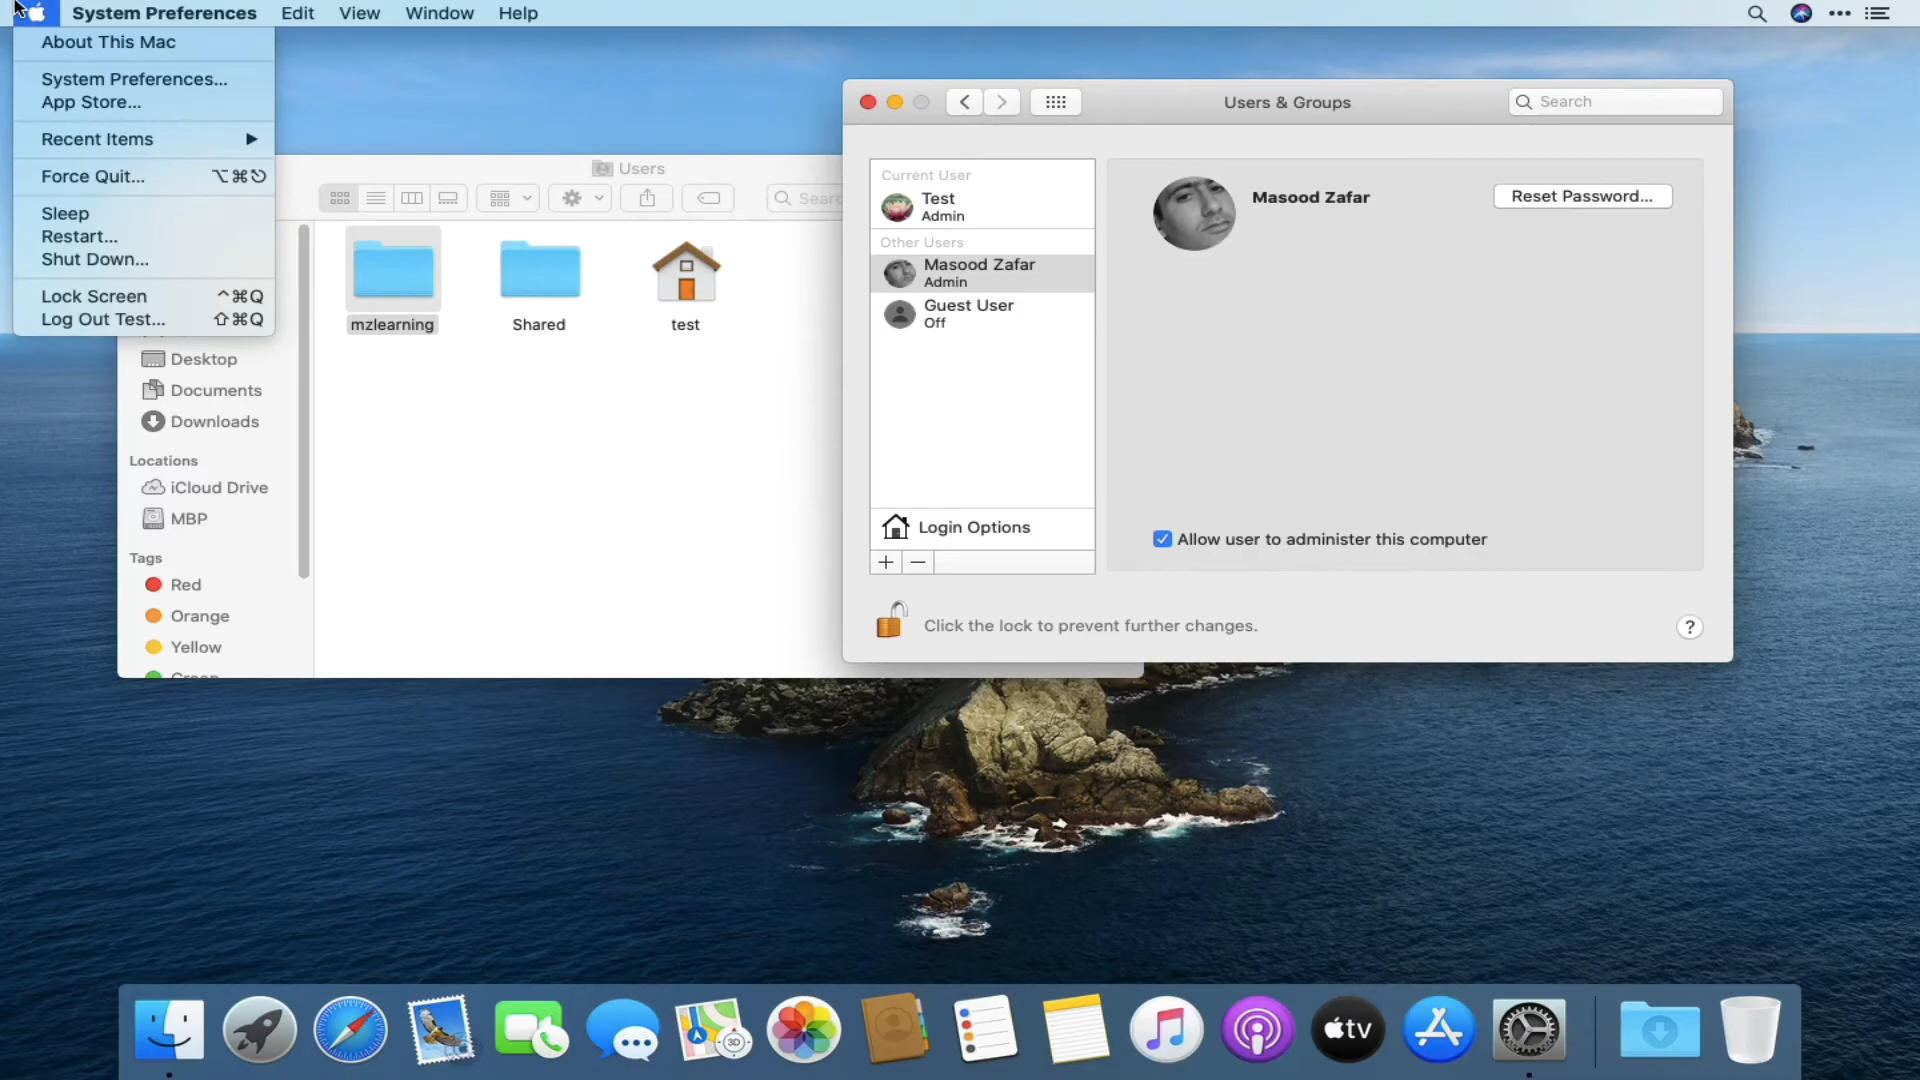 System Preferences Edit View Window Help
About This Mac
System Preferences...
App Store...
Recent Items
Force Quit... ⌥⌘⎋
Sleep
Restart...
Shut Down...
Lock Screen ^⌘Q
Log Out Test... ⇧⌘Q
Users
Desktop
Documents
Downloads
Locations
iCloud Drive
MBP
Tags
Red
Orange
Yellow
mzlearning
Shared
test
Users & Groups
Search
Current User
Test
Admin
Other Users
Masood Zafar
Admin
Guest User
Off
Login Options
Masood Zafar
Reset Password...
Allow user to administer this computer
Click the lock to prevent further changes.
?
3D
tv